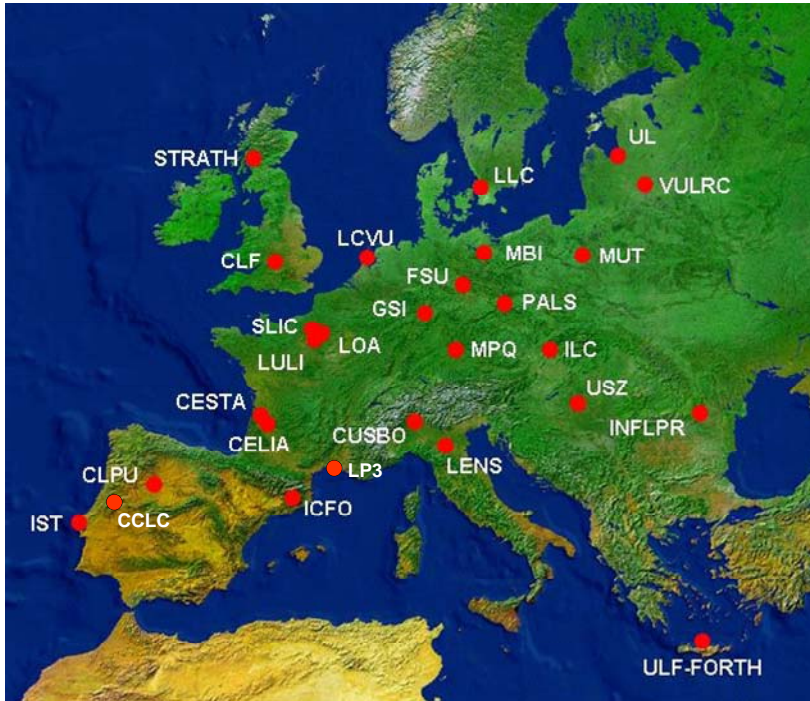 UL
STRATH
LLC
VULRC
LCVU
MBI
MUT
CLF
FSU
PALS
GSI
SLIC
LOA
LULI
MPQ
ILC
USZ
CESTA
INFLPR
CELIA
CUSBO
LENS
LP3
CLPU
ICFO
CCLC
IST
ULF-FORTH